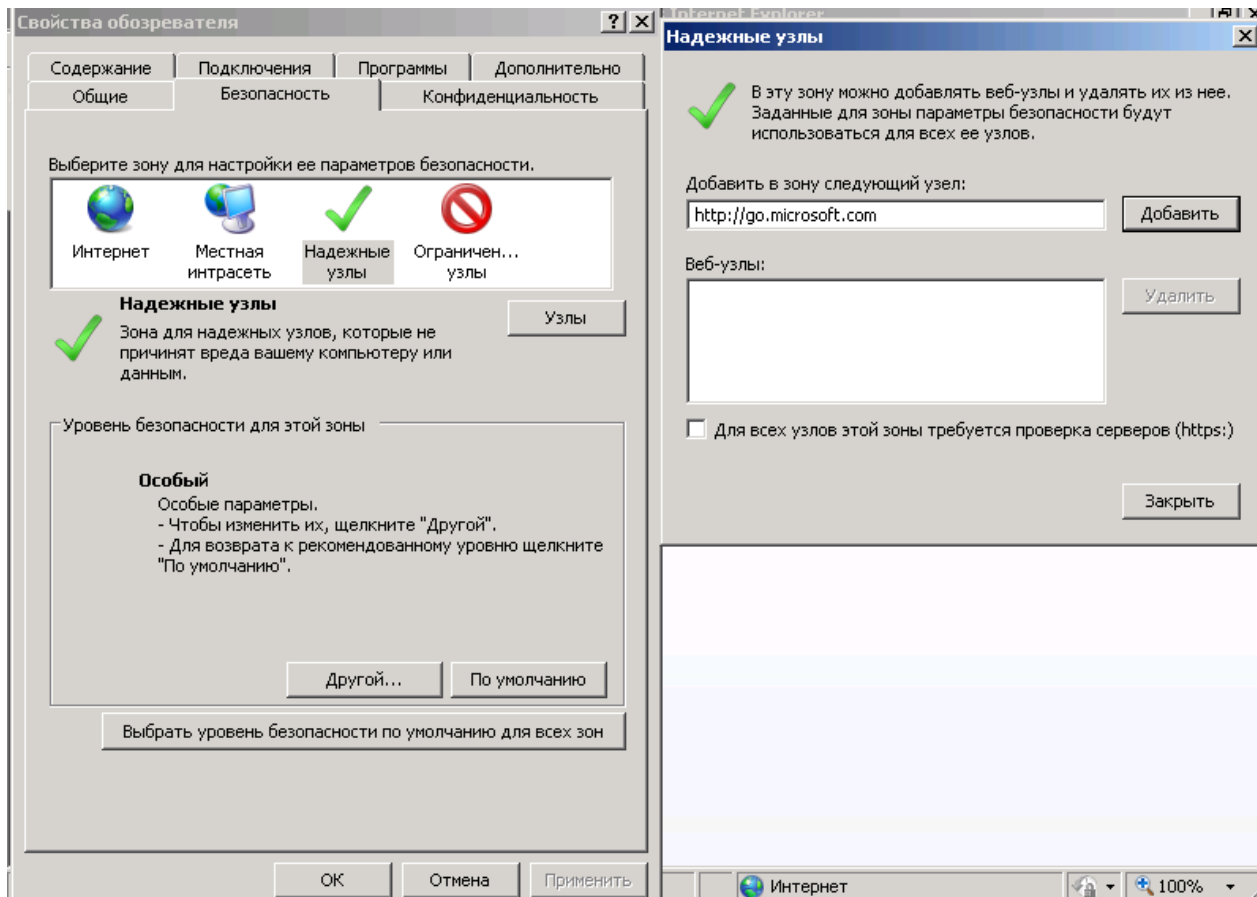 Свойства обозревателя
Содержание
Подключения
Программы
Дополнительно
Общие
Безопасность
Конфиденциальность
Выберите зону для настройки ее параметров безопасности.
Интернет
Местная
интрасеть
Надежные
узлы
Ограничен...
узлы
Надежные узлы
Зона для надежных узлов, которые не
причинят вреда вашему компьютеру или
данным.
Узлы
Уровень безопасности для этой зоны
Особый
Особые параметры.
- Чтобы изменить их, щелкните "Другой".
- Для возврата к рекомендованному уровню щелкните
"По умолчанию".
Другой...
По умолчанию
Выбрать уровень безопасности по умолчанию для всех зон
ОК
Отмена
Применить
Internet Explorer
Надежные узлы
В эту зону можно добавлять веб-узлы и удалять их из нее.
Заданные для зоны параметры безопасности будут
использоваться для всех ее узлов.
Добавить в зону следующий узел:
http://go.microsoft.com
Добавить
Веб-узлы:
Удалить
Для всех узлов этой зоны требуется проверка серверов (https:)
Закрыть
Интернет
100%